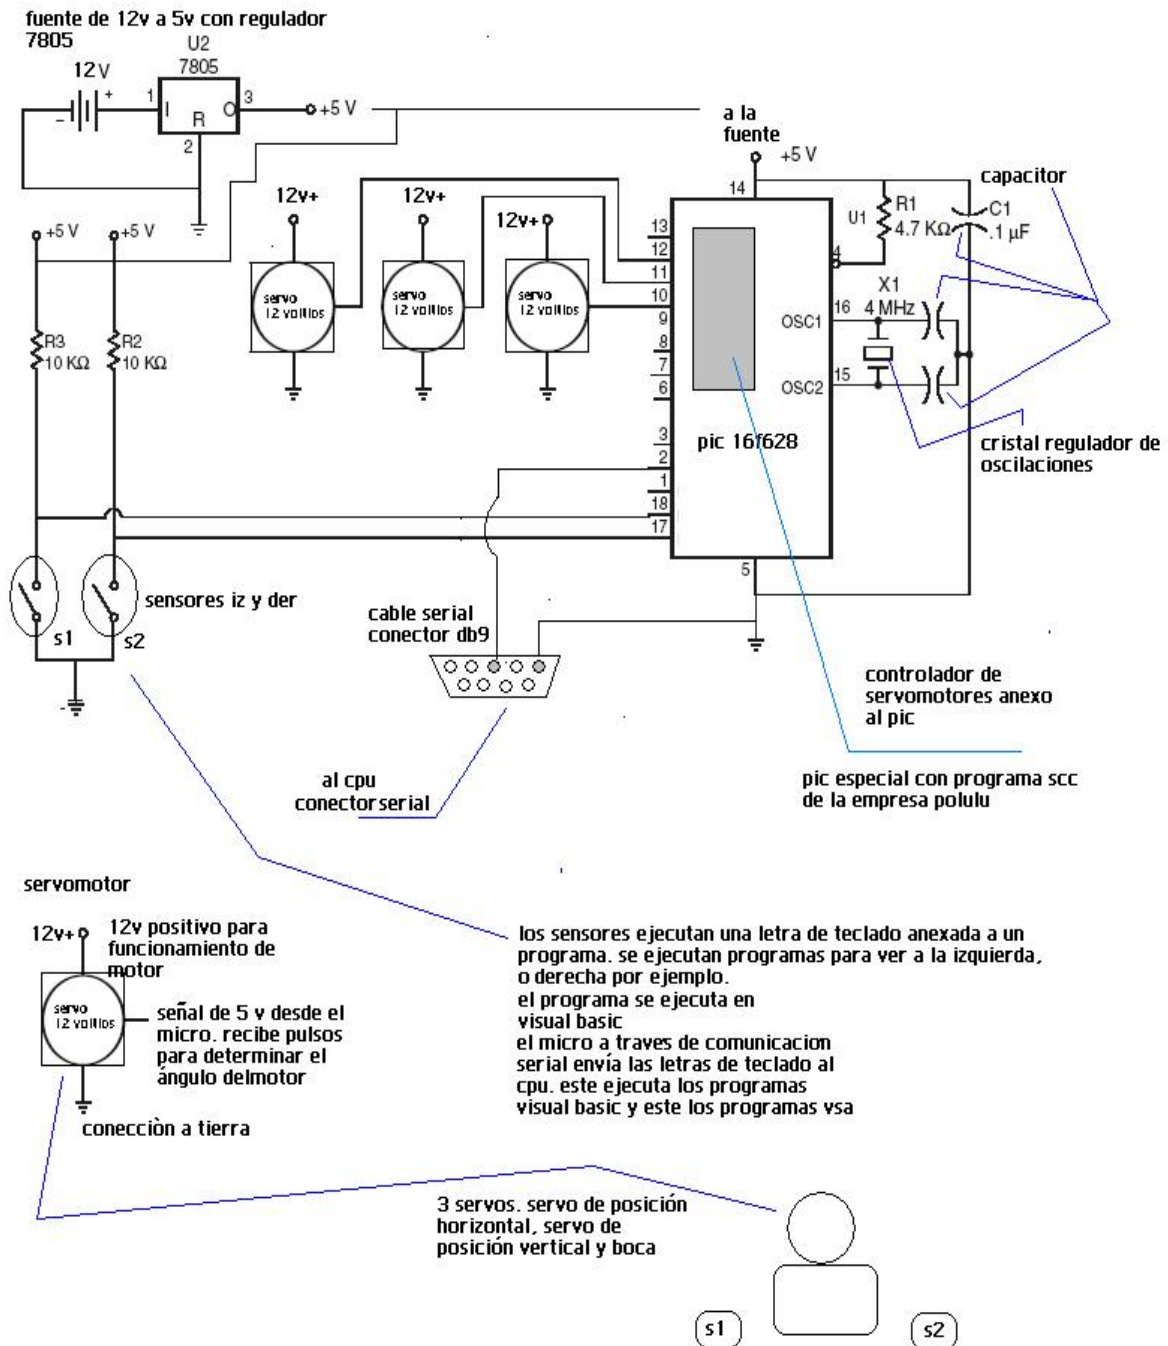 fuente de 12v a 5v con regulador
7805
U2
7805
12V
+
−
1
I
O
3
R
2
+5 V
a la
fuente
+5 V
14
capacitor
12v+
12v+
12v+
+5 V
+5 V
servo
12 voltios
servo
12 voltios
servo
12 voltios
R3
10 KΩ
R2
10 KΩ
13
12
11
10
9
8
7
6
3
2
1
18
17
U1
R1
4.7 KΩ
C1
.1 µF
4
X1
4 MHz
OSC1
16
OSC2
15
pic 16f628
5
cristal regulador de
oscilaciones
sensores iz y der
s1
s2
-
cable serial
conector db9
controlador de
servomotores anexo
al pic
al cpu
conector serial
pic especial con programa scc
de la empresa polulu
servomotor
12v+
12v positivo para
funcionamiento de
motor
servo
12 voltios
señal de 5 v desde el
micro. recibe pulsos
para determinar el
ángulo delmotor
conecciòn a tierra
los sensores ejecutan una letra de teclado anexada a un
programa. se ejecutan programas para ver a la izquierda,
o derecha por ejemplo.
el programa se ejecuta en
visual basic
el micro a traves de comunicacion
serial envía las letras de teclado al
cpu. este ejecuta los programas
visual basic y este los programas vsa
3 servos. servo de posición
horizontal, servo de
posición vertical y boca
s1
s2